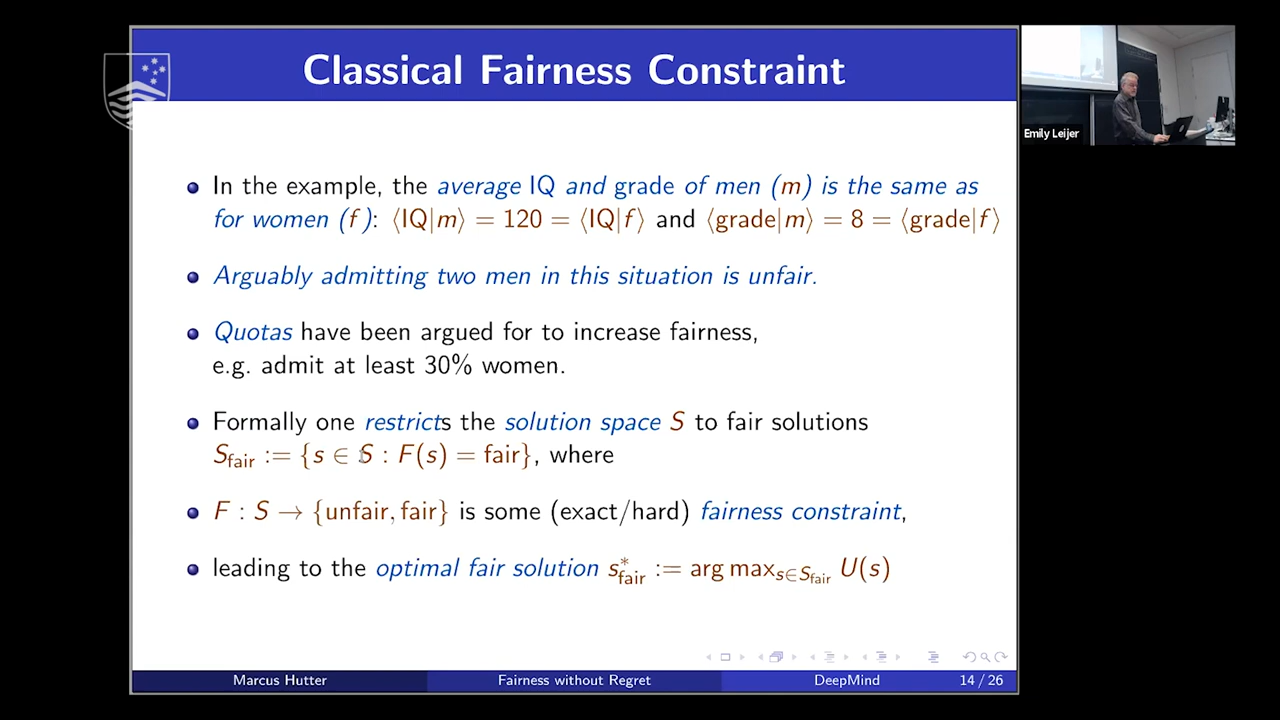 Classical Fairness Constraint
Emily Leijer
In the example, the average IQ and grade of men (m) is the same as
for women (f): ⟨IQ|m⟩ = 120 = ⟨IQ|f⟩ and ⟨grade|m⟩ = 8 = ⟨grade|f⟩
Arguably admitting two men in this situation is unfair.
Quotas have been argued for to increase fairness,
e.g. admit at least 30% women.
Formally one restricts the solution space S to fair solutions
S_fair := {s ∈ S : F(s) = fair}, where
F : S → {unfair, fair} is some (exact/hard) fairness constraint,
leading to the optimal fair solution s*_fair := arg max_{s∈S_fair} U(s)
Marcus Hutter
Fairness without Regret
DeepMind
14 / 26